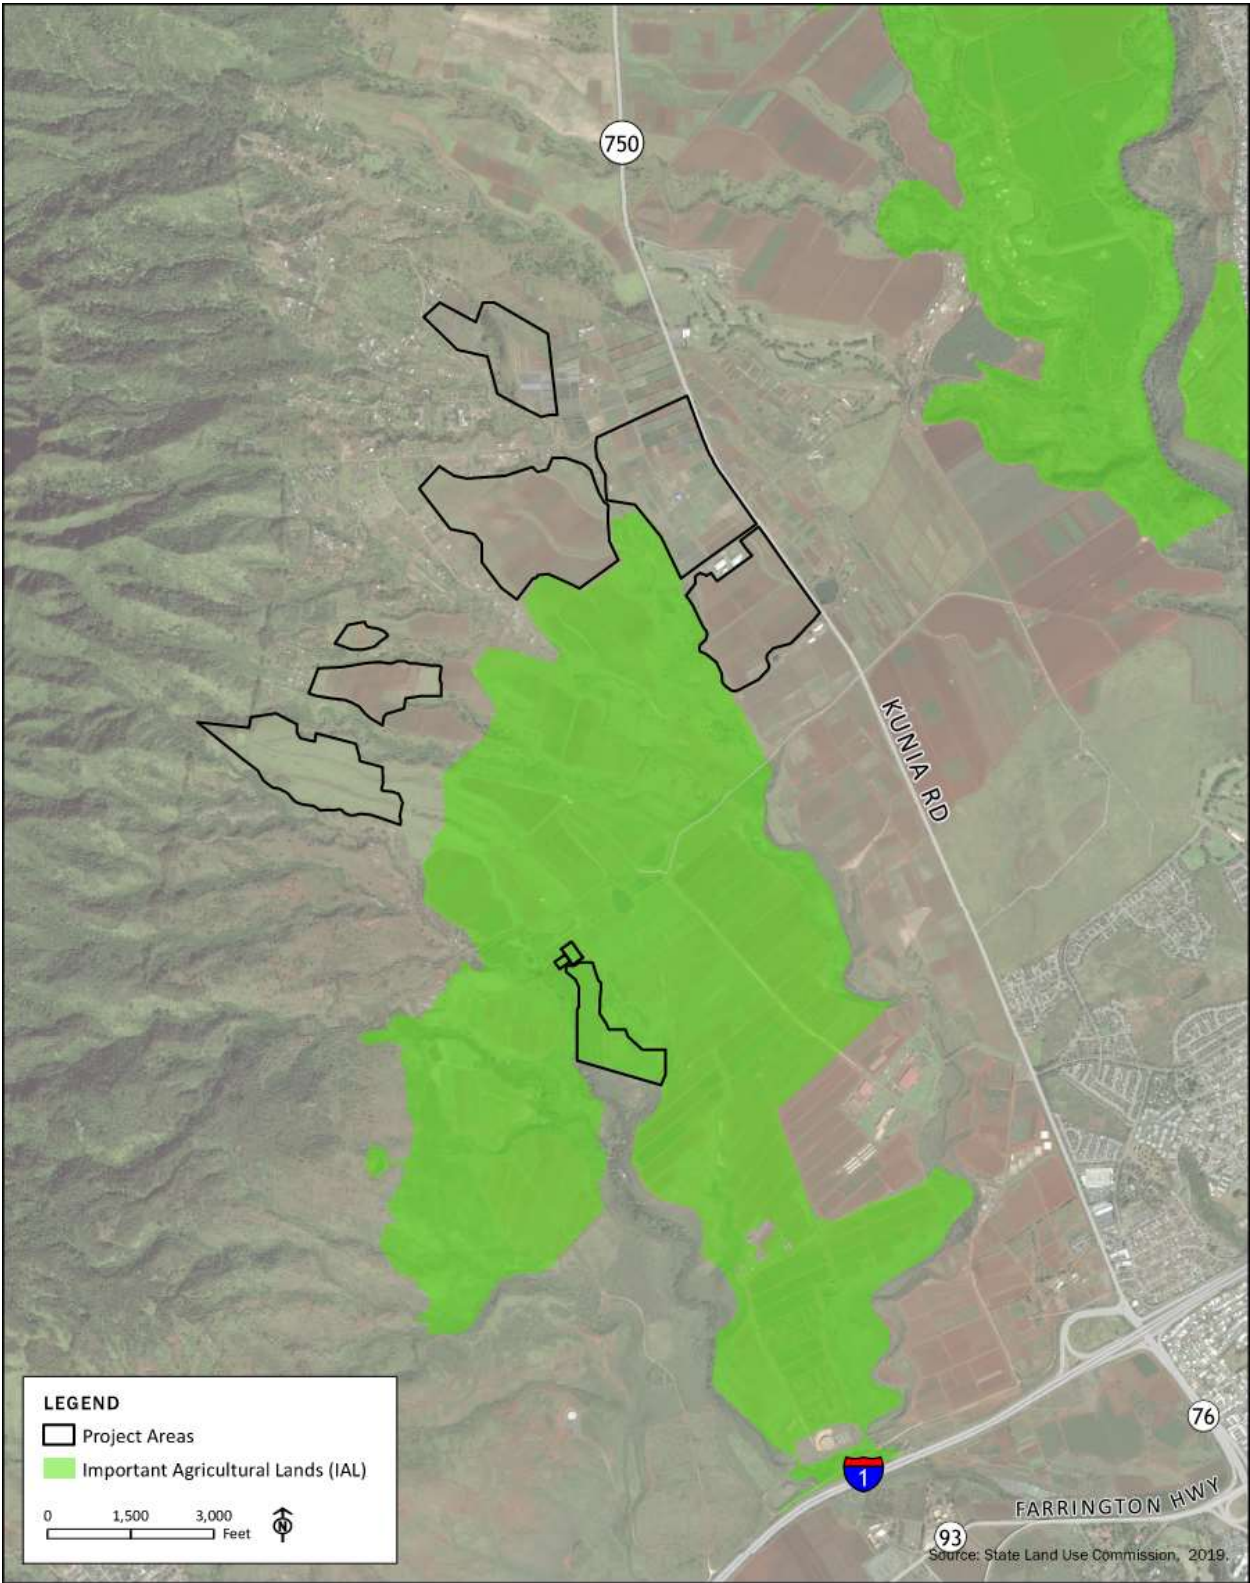 750
KUNIA RD
LEGEND
Project Areas
Important Agricultural Lands (IAL)
0 1,500 3,000
Feet
N
76
1
FARRINGTON HWY
93
Source: State Land Use Commission, 2019.